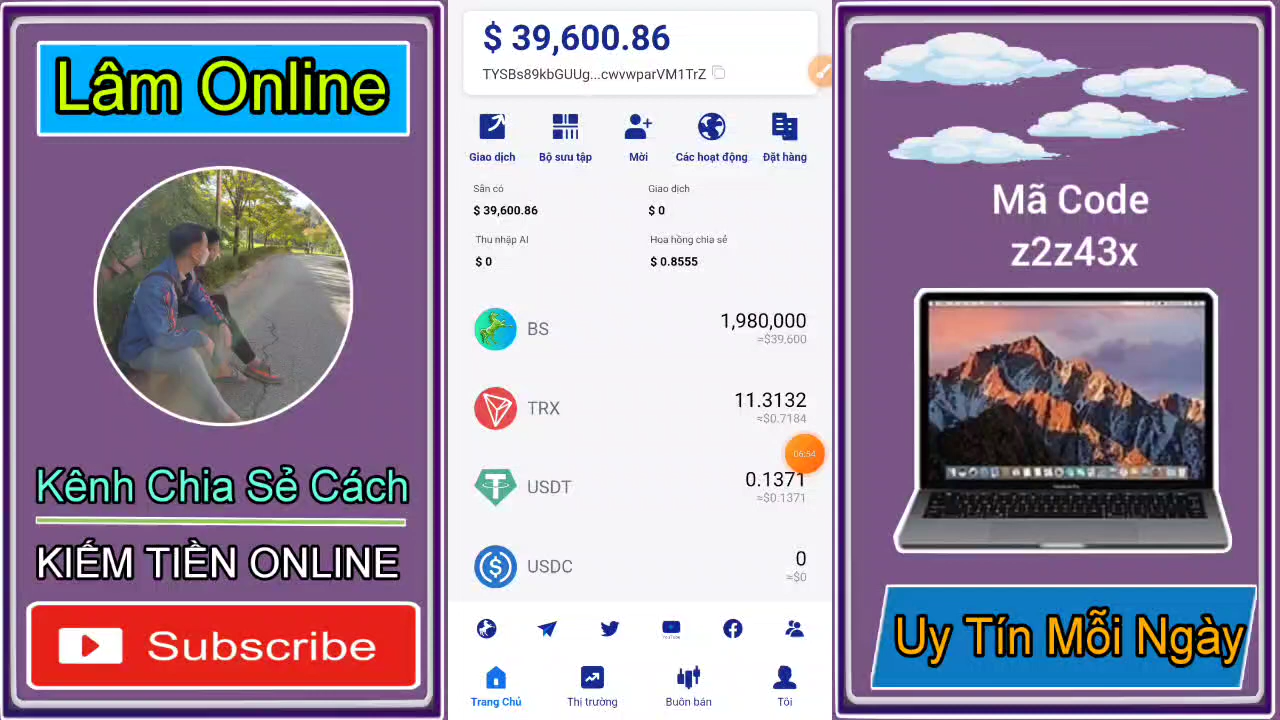 Lâm Online
Kênh Chia Sẻ Cách
KIẾM TIỀN ONLINE
Subscribe
$ 39,600.86
TYSBs89kbGUUg...cwvwparVM1TrZ
Giao dịch
Bộ sưu tập
Mời
Các hoạt động
Đặt hàng
Sẵn có
Giao dịch
$ 39,600.86
$ 0
Thu nhập AI
Hoa hồng chia sẻ
$ 0
$ 0.8555
BS
1,980,000
≈$39,600
TRX
11.3132
≈$0.7184
06:54
USDT
0.1371
≈$0.1371
USDC
0
≈$0
YOUTUBE
Trang Chủ
Thị trường
Buôn bán
Tôi
Mã Code
z2z43x
Uy Tín Mỗi Ngày